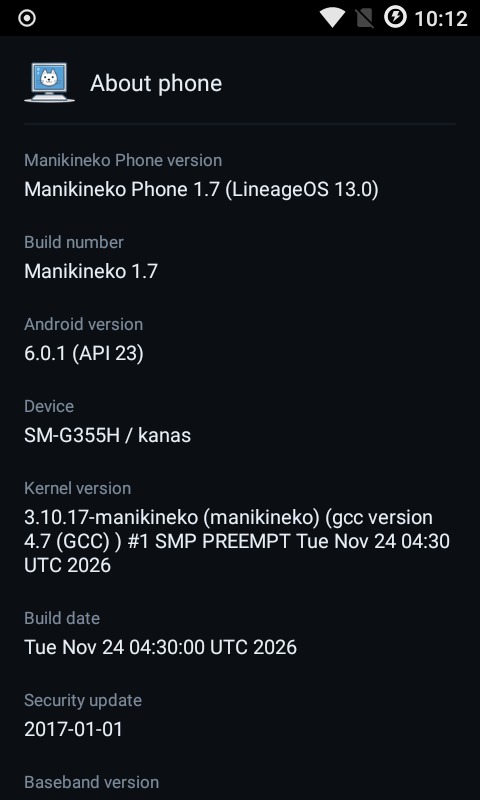 10:12
About phone
Manikineko Phone version
Manikineko Phone 1.7 (LineageOS 13.0)
Build number
Manikineko 1.7
Android version
6.0.1 (API 23)
Device
SM-G355H / kanas
Kernel version
3.10.17-manikineko (manikineko) (gcc version
4.7 (GCC) ) #1 SMP PREEMPT Tue Nov 24 04:30
UTC 2026
Build date
Tue Nov 24 04:30:00 UTC 2026
Security update
2017-01-01
Baseband version